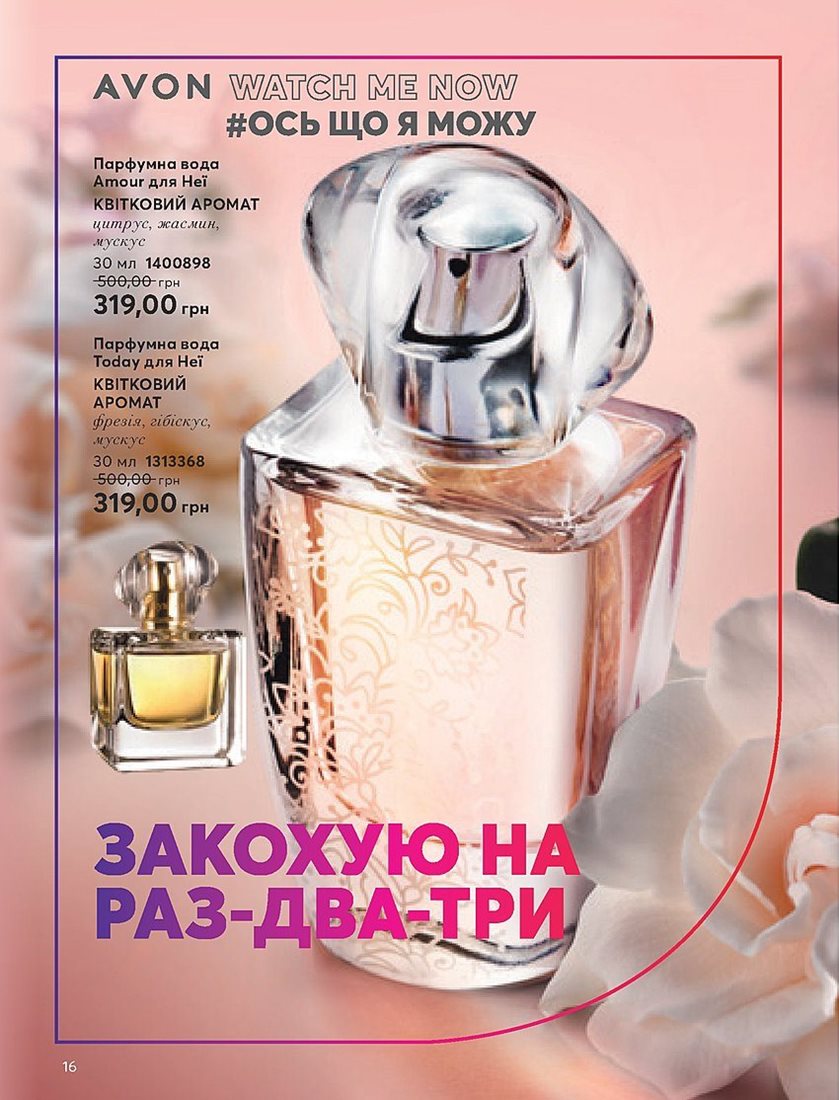 AVON WATCH ME NOW
#ОСЬ ЩО Я МОЖУ
Парфумна вода
Amour для Неї
КВІТКОВИЙ АРОМАТ
цитрус, жасмин,
мускус
30 мл 1400898
500,00 грн
319,00 грн
Парфумна вода
Today для Неї
КВІТКОВИЙ
АРОМАТ
фрезія, гібіскус,
мускус
30 мл 1313368
500,00 грн
319,00 грн
ЗАКОХУЮ НА
РАЗ-ДВА-ТРИ
16